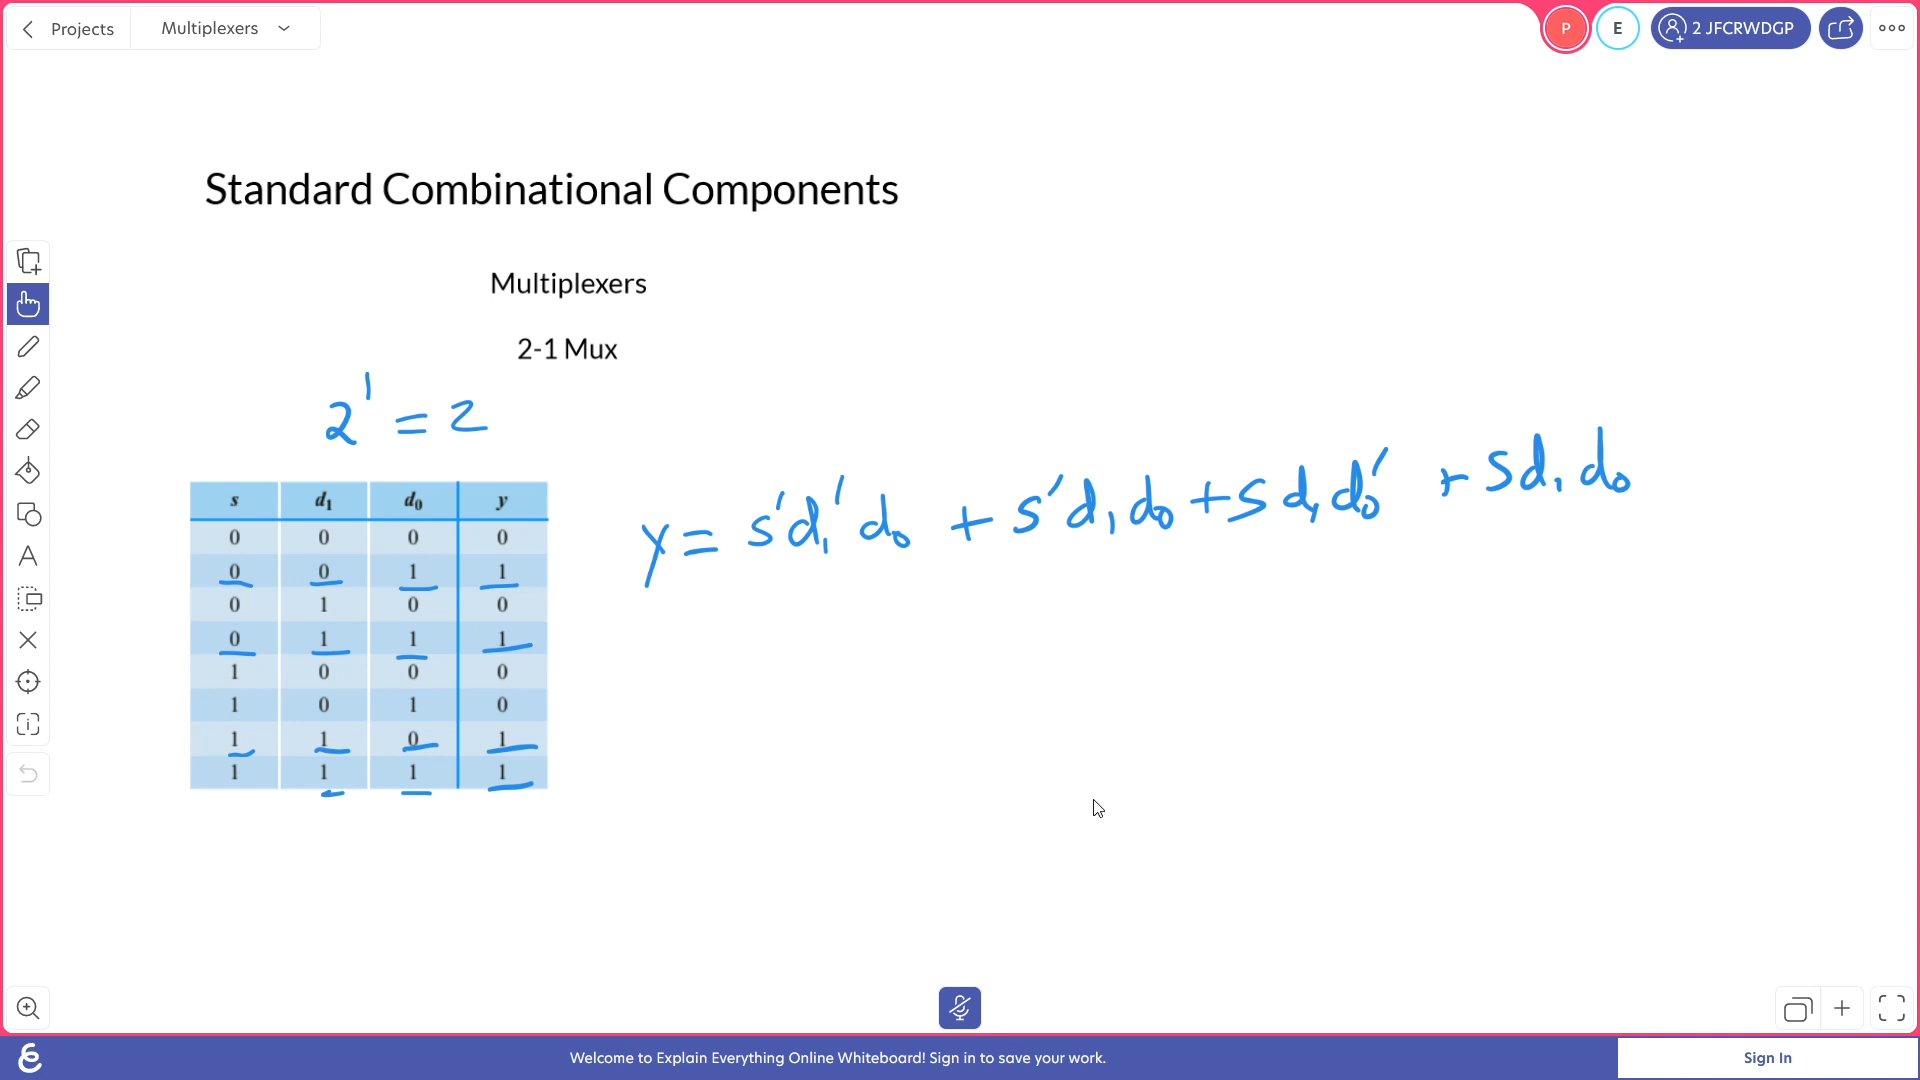 Projects
Multiplexers
P
E
2 JFCRWDGP
Standard Combinational Components
Multiplexers
2-1 Mux
2¹ = 2
y = s'd₁'d₀ + s'd₁d₀ + sd₁d₀' + sd₁d₀
s d₁ d₀ y
0 0 0 0
0 0 1 1
0 1 0 0
0 1 1 1
1 0 0 0
1 0 1 0
1 1 0 1
1 1 1 1
Welcome to Explain Everything Online Whiteboard! Sign in to save your work.
Sign In